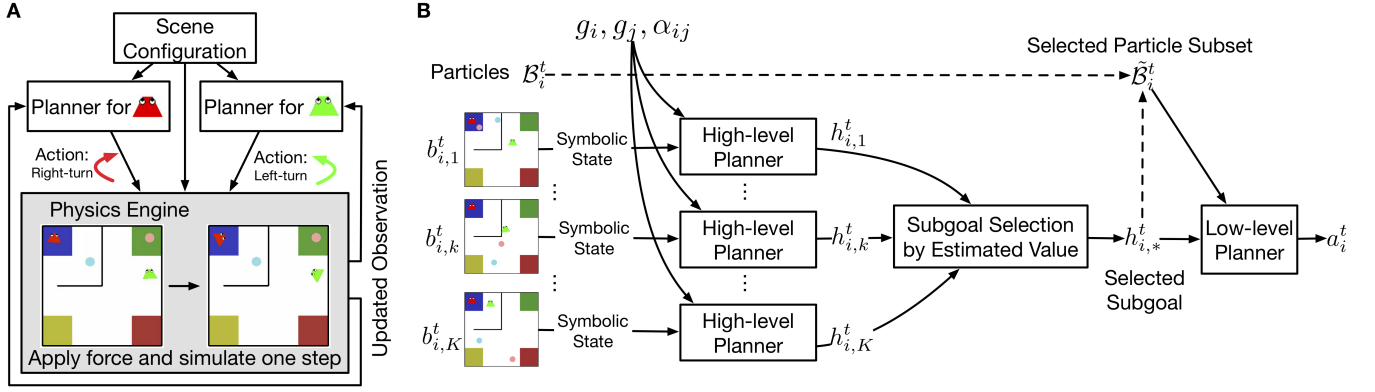 A
Scene
Configuration
Planner for
Planner for
Action:
Right-turn
Action:
Left-turn
Physics Engine
Apply force and simulate one step
Updated Observation
B
g_i, g_j, α_{ij}
Particles B_i^t
Selected Particle Subset
B̃_i^t
b_{i,1}^t
Symbolic
State
High-level
Planner
h_{i,1}^t
⋮
⋮
b_{i,k}^t
Symbolic
State
High-level
Planner
h_{i,k}^t
Subgoal Selection
by Estimated Value
h_{i,*}^t
Selected
Subgoal
Low-level
Planner
a_i^t
⋮
⋮
b_{i,K}^t
Symbolic
State
High-level
Planner
h_{i,K}^t